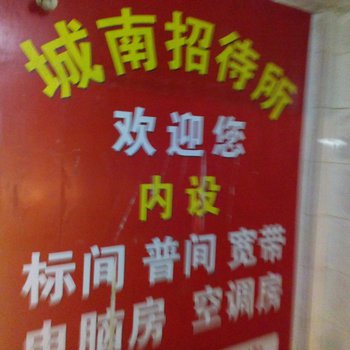 城南招待所
欢迎您
内设
标间 普间 宽带
电脑房 空调房